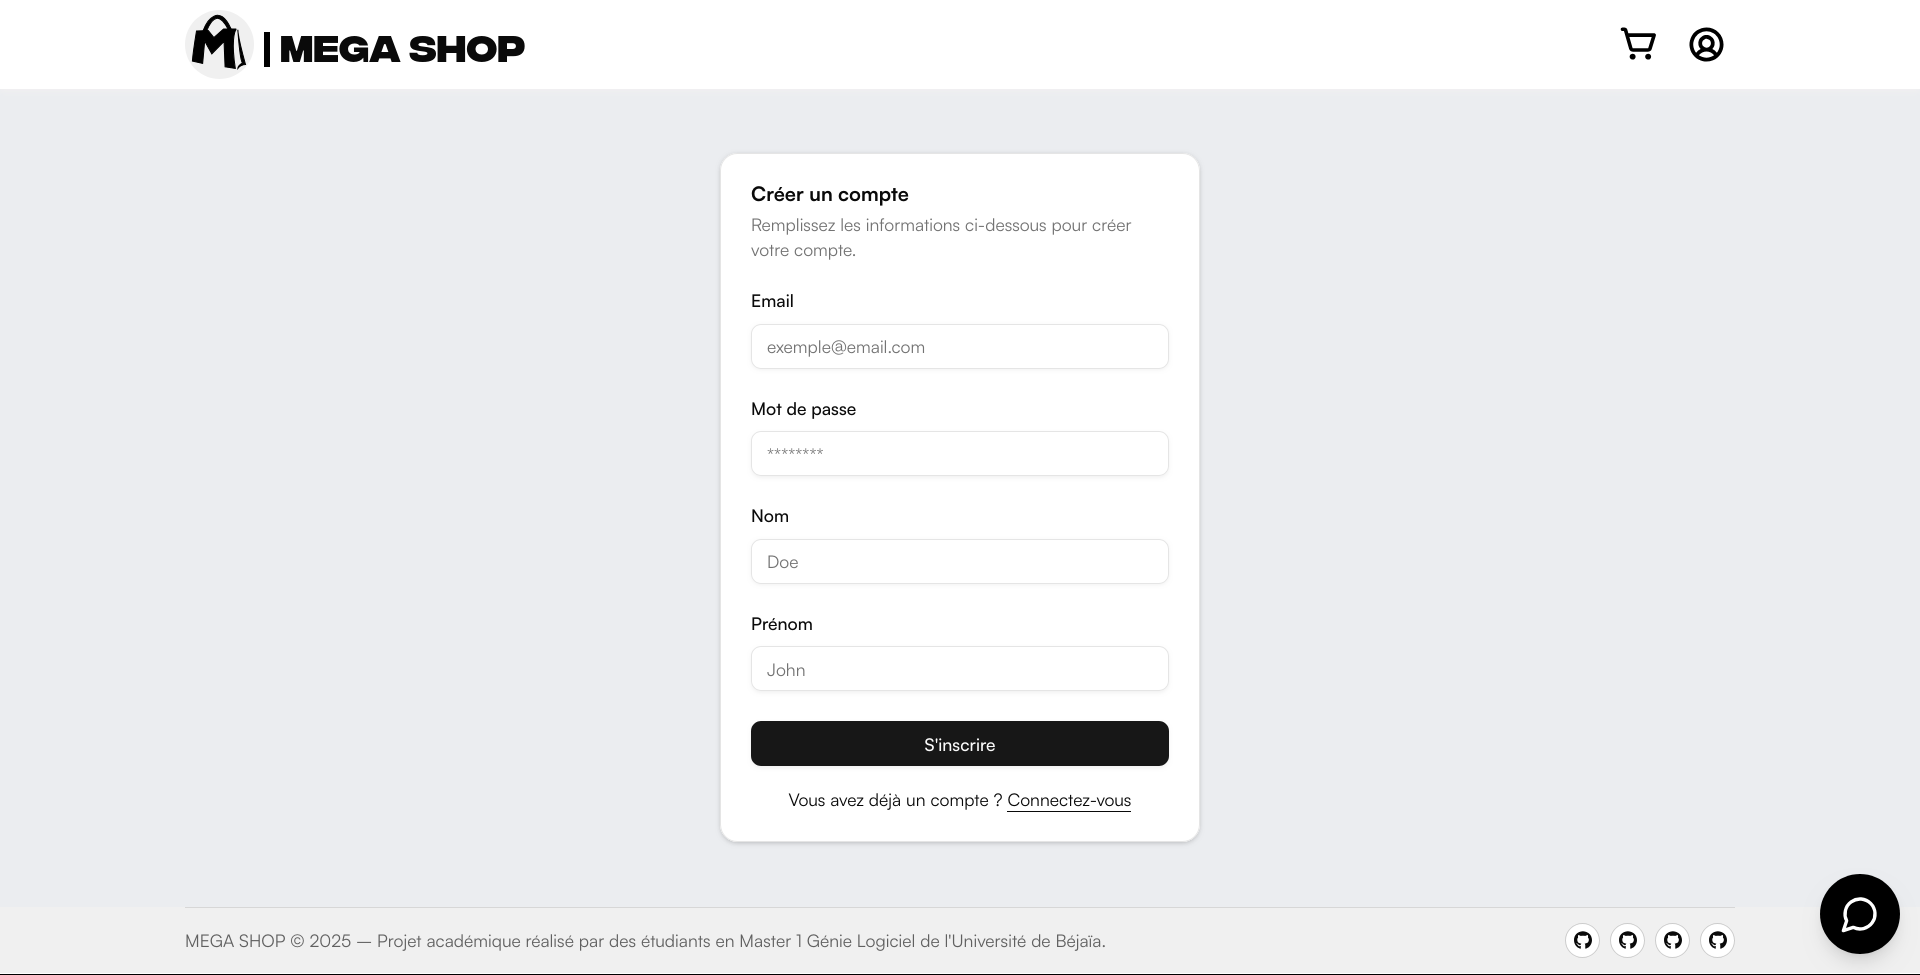 | MEGA SHOP
Créer un compte
Remplissez les informations ci-dessous pour créer
votre compte.
Email
exemple@email.com
Mot de passe
********
Nom
Doe
Prénom
John
S'inscrire
Vous avez déjà un compte ? Connectez-vous
MEGA SHOP © 2025 — Projet académique réalisé par des étudiants en Master 1 Génie Logiciel de l'Université de Béjaïa.